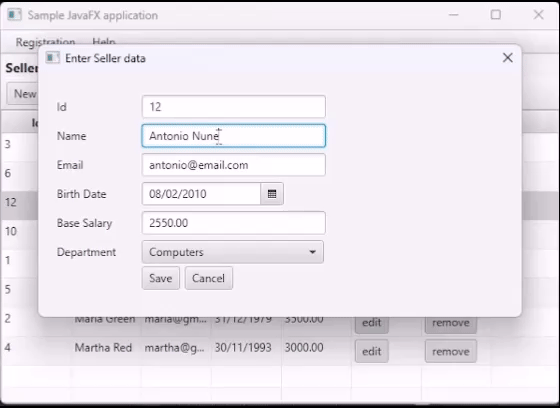 Sample JavaFX application
Registration Help
Seller
Enter Seller data
New
Id 12
Name Antonio Nune
Email antonio@email.com
Birth Date 08/02/2010
Base Salary 2550.00
Department Computers
Save Cancel
3
6
12
10
1
5
2 Maria Green maria@gm... 31/12/1979 3500.00 edit remove
4 Martha Red martha@g... 30/11/1993 3000.00 edit remove